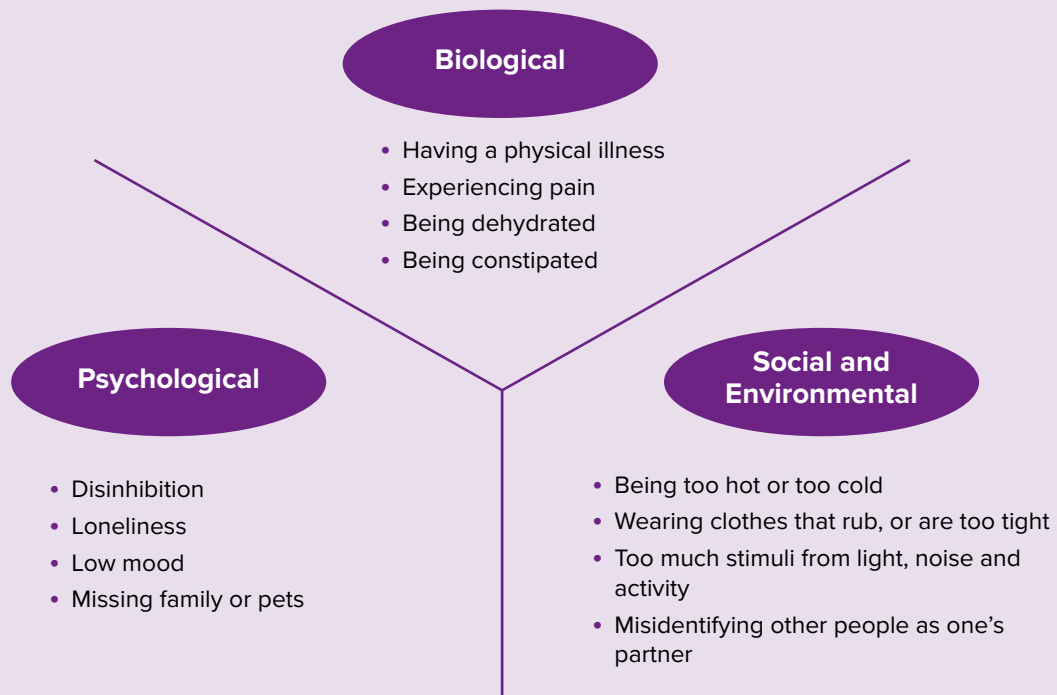 Biological
• Having a physical illness
• Experiencing pain
• Being dehydrated
• Being constipated
Psychological
• Disinhibition
• Loneliness
• Low mood
• Missing family or pets
Social and
Environmental
• Being too hot or too cold
• Wearing clothes that rub, or are too tight
• Too much stimuli from light, noise and
activity
• Misidentifying other people as one’s
partner